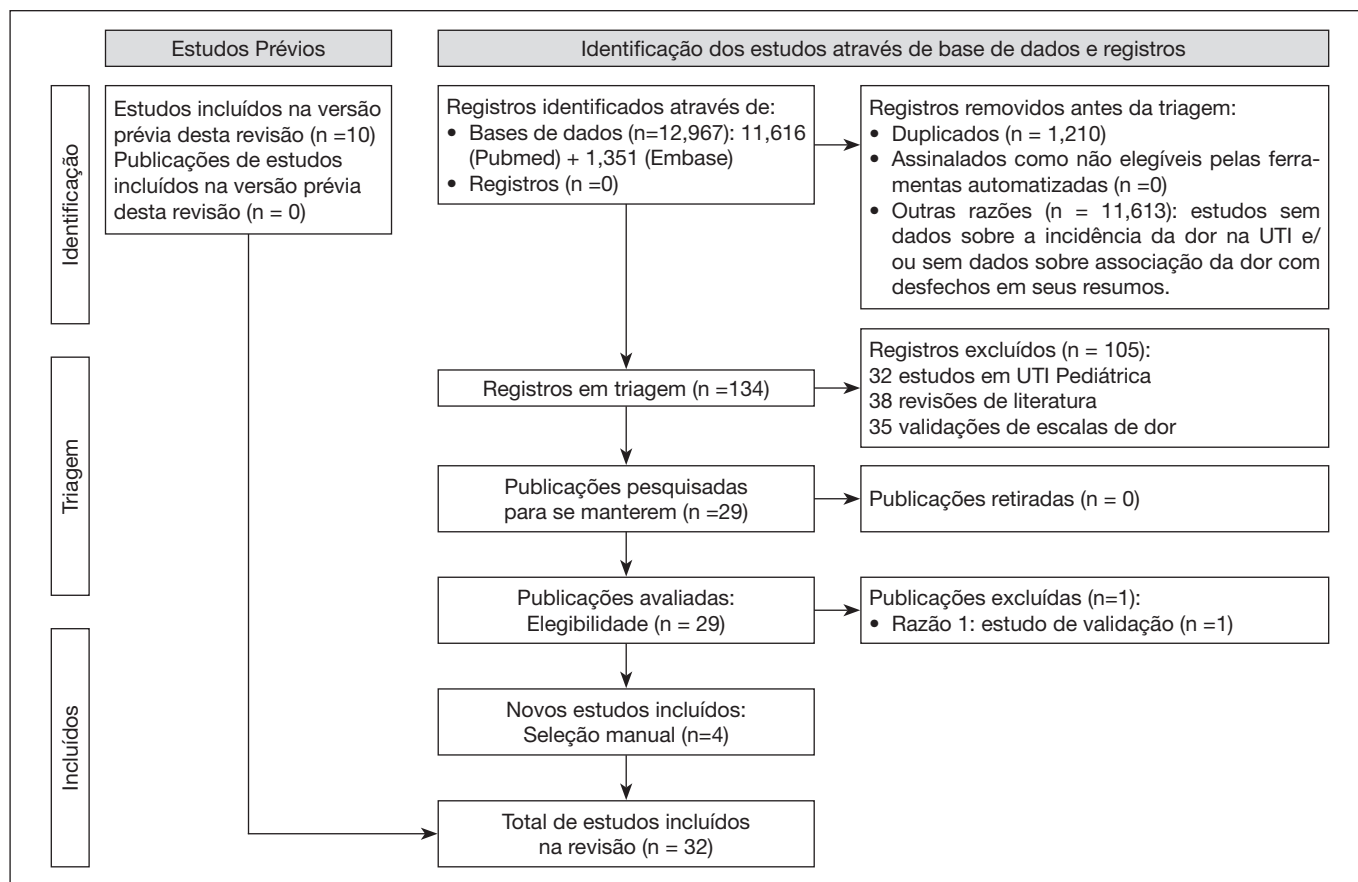 Estudos Prévios
Identificação dos estudos através de base de dados e registros
Identificação
Estudos incluídos na versão
prévia desta revisão (n =10)
Publicações de estudos
incluídos na versão prévia
desta revisão (n = 0)
Registros identificados através de:
• Bases de dados (n=12,967): 11,616
(Pubmed) + 1,351 (Embase)
• Registros (n =0)
Registros removidos antes da triagem:
• Duplicados (n = 1,210)
• Assinalados como não elegíveis pelas ferra-
mentas automatizadas (n =0)
• Outras razões (n = 11,613): estudos sem
dados sobre a incidência da dor na UTI e/
ou sem dados sobre associação da dor com
desfechos em seus resumos.
Triagem
Registros em triagem (n =134)
Registros excluídos (n = 105):
32 estudos em UTI Pediátrica
38 revisões de literatura
35 validações de escalas de dor
Publicações pesquisadas
para se manterem (n =29)
Publicações retiradas (n = 0)
Publicações avaliadas:
Elegibilidade (n = 29)
Publicações excluídas (n=1):
• Razão 1: estudo de validação (n =1)
Incluídos
Novos estudos incluídos:
Seleção manual (n=4)
Total de estudos incluídos
na revisão (n = 32)